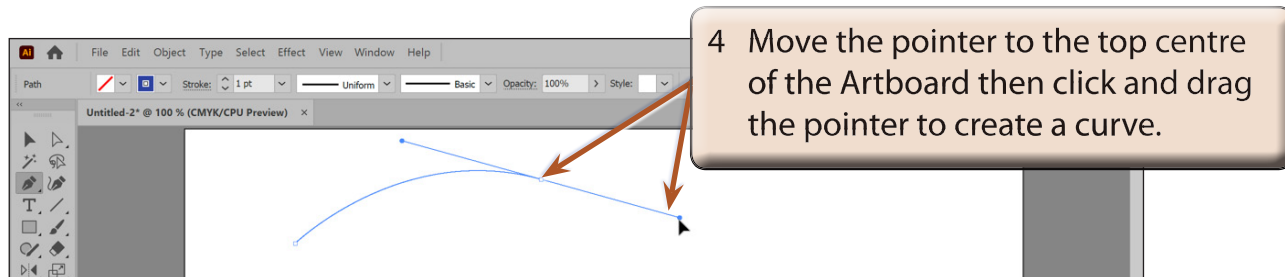 4 Move the pointer to the top centre
of the Artboard then click and drag
the pointer to create a curve.
Ai File Edit Object Type Select Effect View Window Help
Path Stroke: 1 pt Uniform Basic Opacity: 100% Style:
Untitled-2* @ 100 % (CMYK/CPU Preview) ×